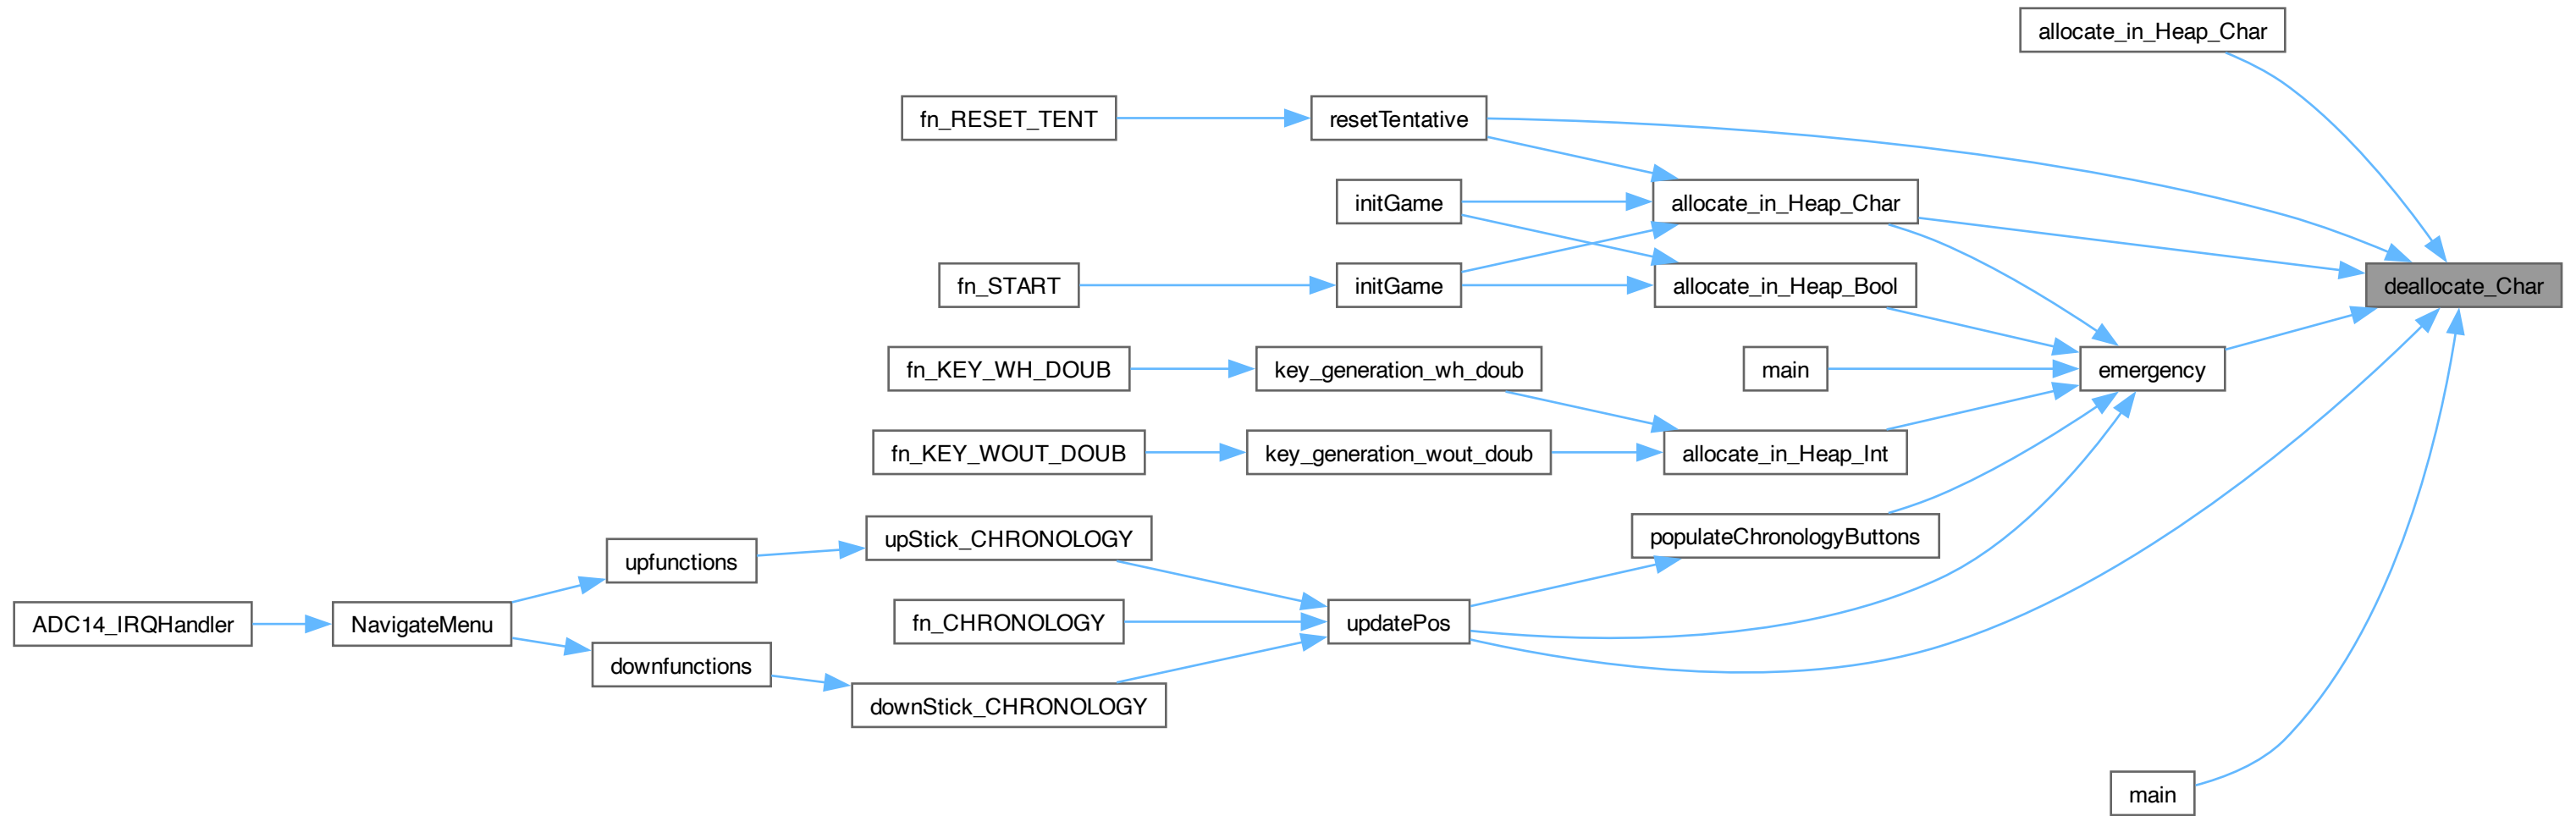 allocate_in_Heap_Char
fn_RESET_TENT
resetTentative
initGame
allocate_in_Heap_Char
fn_START
initGame
allocate_in_Heap_Bool
deallocate_Char
fn_KEY_WH_DOUB
key_generation_wh_doub
main
emergency
fn_KEY_WOUT_DOUB
key_generation_wout_doub
allocate_in_Heap_Int
upStick_CHRONOLOGY
populateChronologyButtons
upfunctions
ADC14_IRQHandler
NavigateMenu
fn_CHRONOLOGY
updatePos
downfunctions
downStick_CHRONOLOGY
main